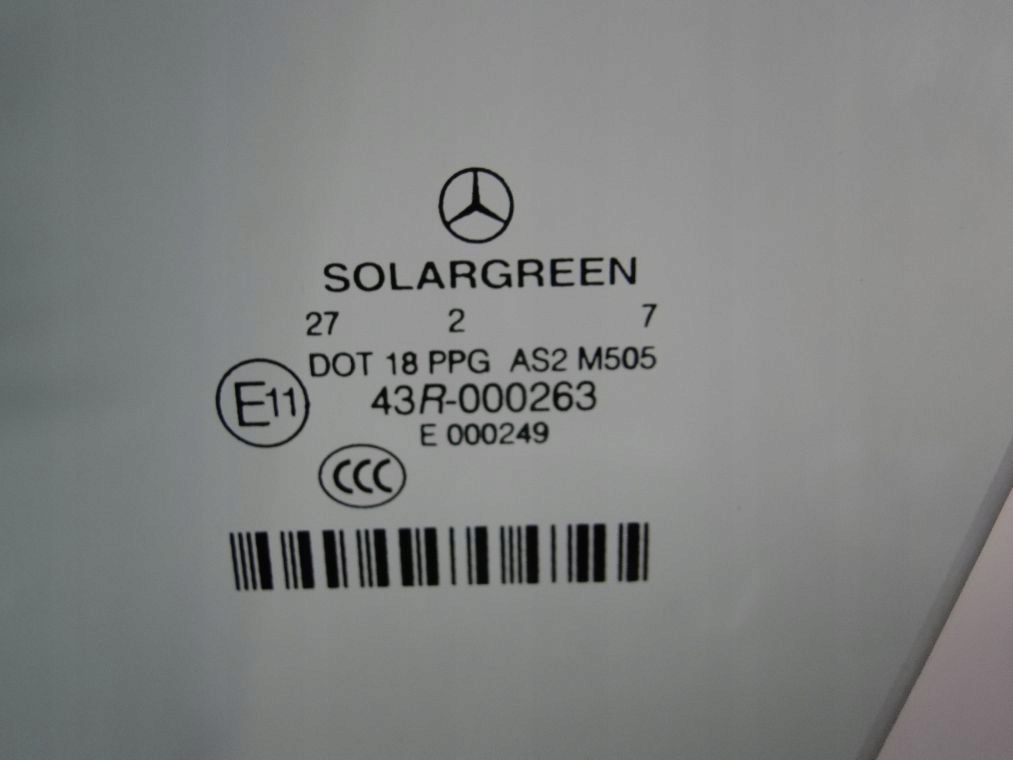 SOLARGREEN
27 2 7
DOT 18 PPG AS2 M505
E11
43R-000263
E 000249
CCC